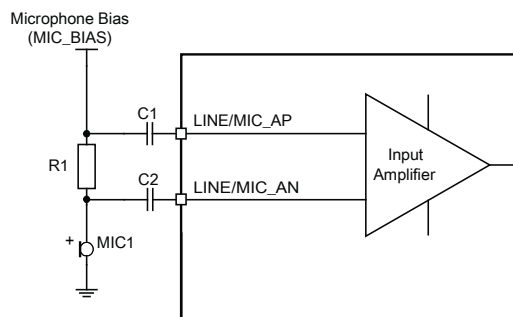 Microphone Bias
(MIC_BIAS)
C1
LINE/MIC_AP
R1
Input
Amplifier
C2
LINE/MIC_AN
+
MIC1